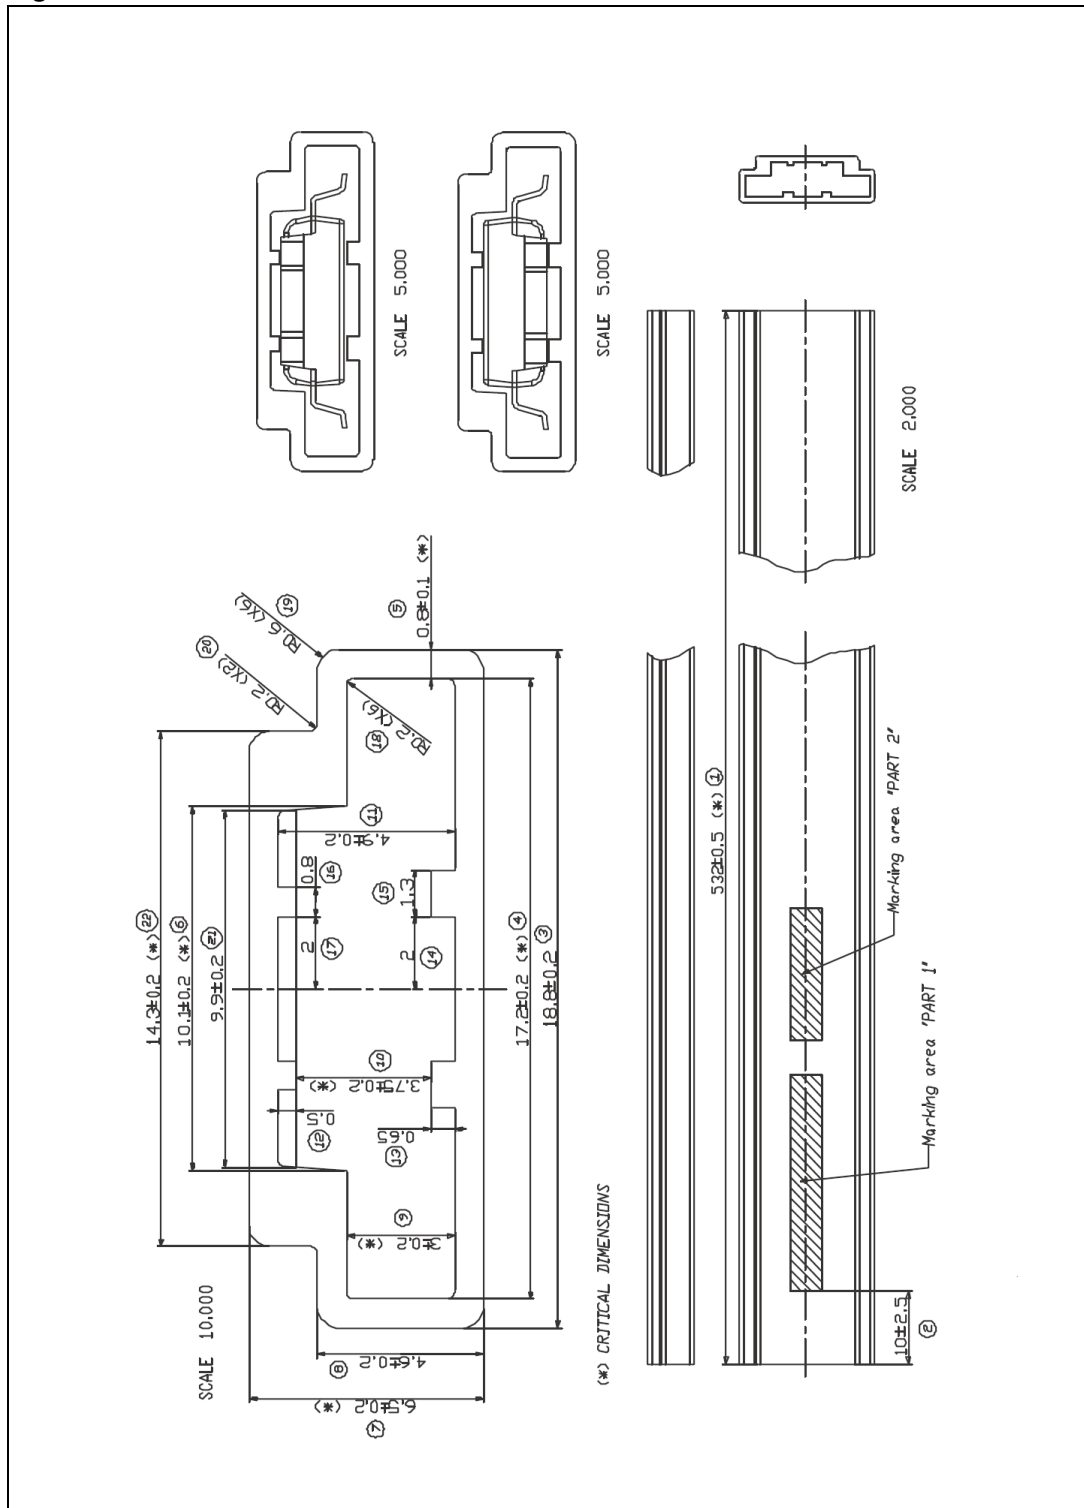 SCALE 5,000
SCALE 5,000
SCALE 2,000
SCALE 10,000
14.3±0.2 (*) 22
10.1±0.2 (*) 6
9.9±0.2 21
R0.2 (X2) 20
R0.6 (X6) 19
R0.2 (X6) 18
5 0.8±0.1 (*)
4.9±0.2 11
0.8 16
2 17
1.3 15
2 14
3.75±0.2 (*) 10
0.5 12
0.65 13
3±0.2 (*) 9
17.2±0.2 (*) 4
18.8±0.2 3
4.6±0.2 8
6.5±0.2 (*) 7
(*) CRITICAL DIMENSIONS
532±0.5 (*) 1
10±2.5 2
Marking area 'PART 1'
Marking area 'PART 2'